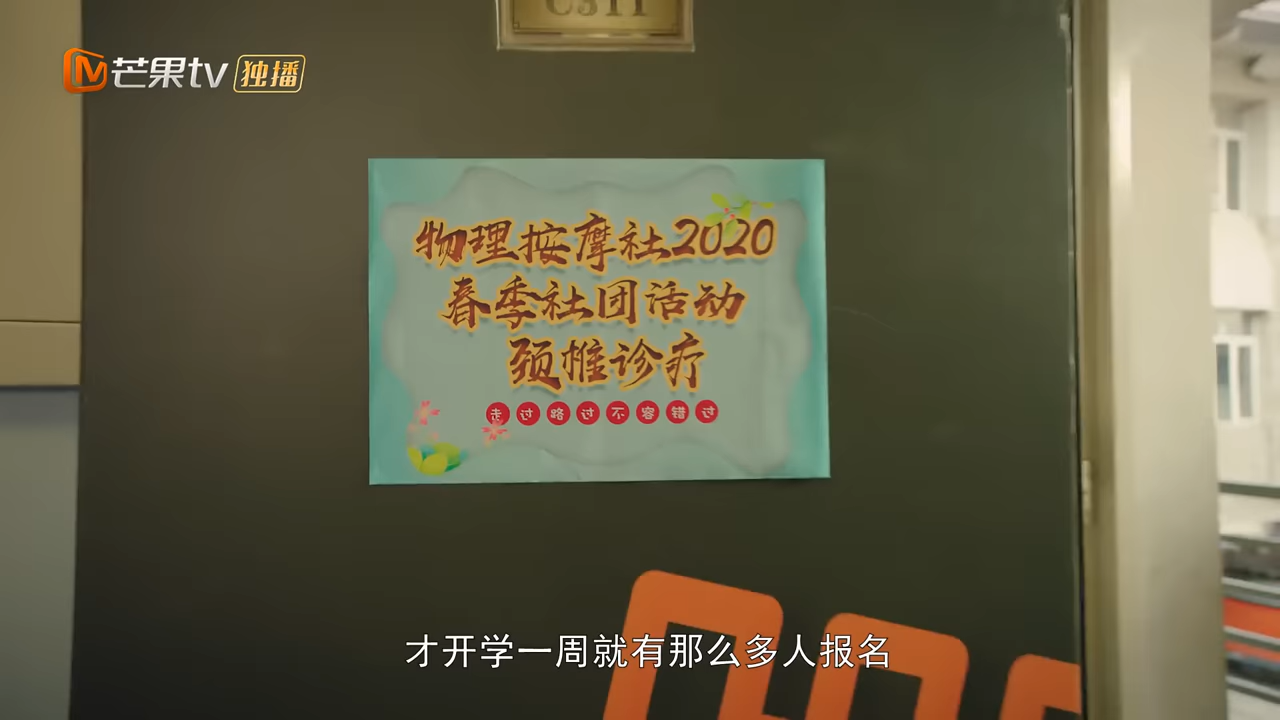 C311
芒果tv 独播
物理按摩社2020
春季社团活动
颈椎诊疗
走过路过不容错过
才开学一周就有那么多人报名